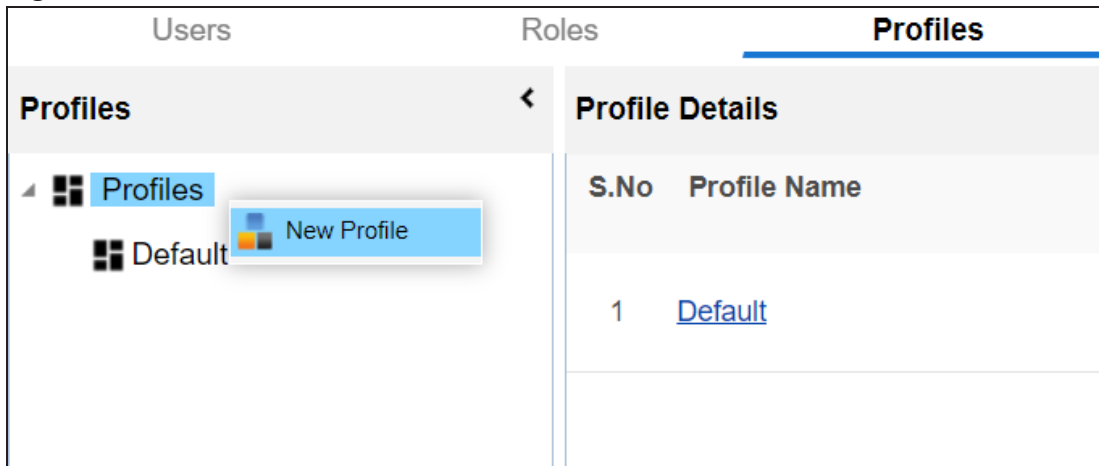 Users Roles Profiles
Profiles Profile Details
Profiles
New Profile
Default
S.No Profile Name
1 Default